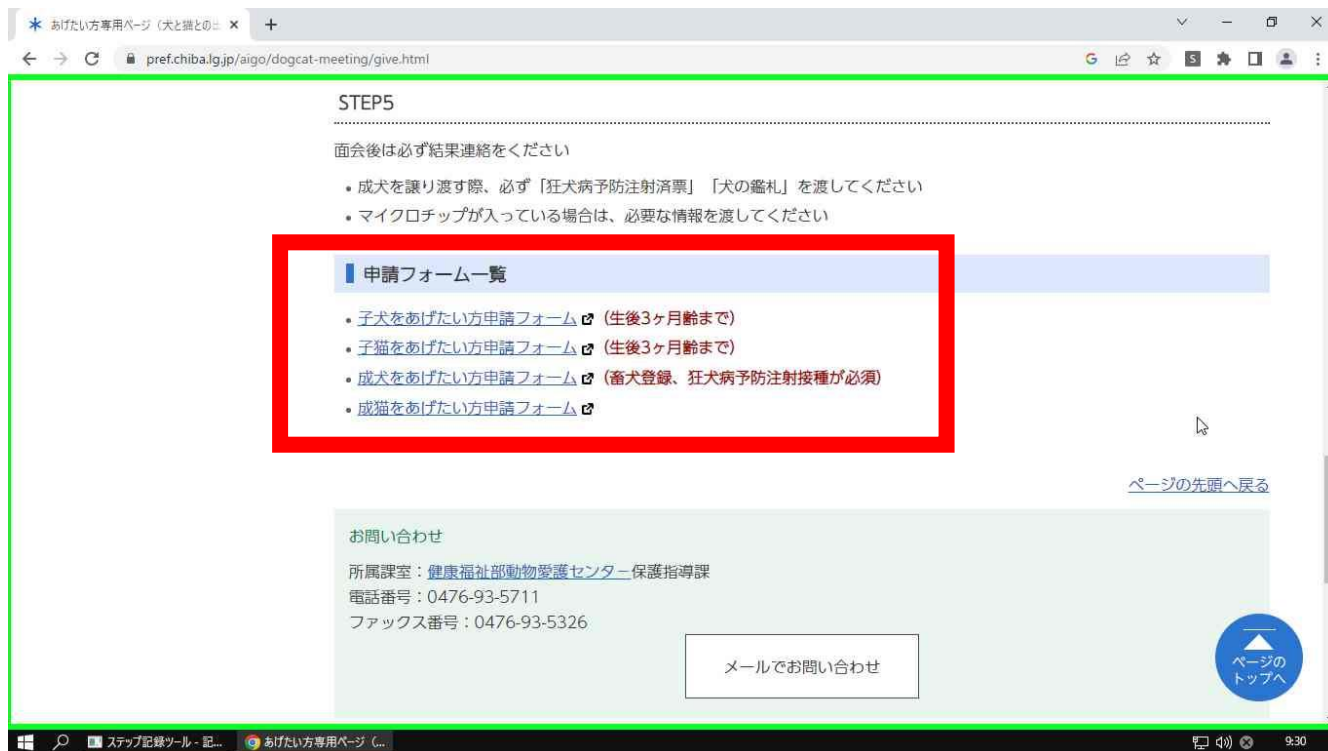 あげたい方専用ページ（犬と猫との
pref.chiba.lg.jp/aigo/dogcat-meeting/give.html
STEP5
面会後は必ず結果連絡をください
• 成犬を譲り渡す際、必ず「狂犬病予防注射済票」「犬の鑑札」を渡してください
• マイクロチップが入っている場合は、必要な情報を渡してください
申請フォーム一覧
• 子犬をあげたい方申請フォーム（生後3ヶ月齢まで）
• 子猫をあげたい方申請フォーム（生後3ヶ月齢まで）
• 成犬をあげたい方申請フォーム（畜犬登録、狂犬病予防注射接種が必須）
• 成猫をあげたい方申請フォーム
ページの先頭へ戻る
お問い合わせ
所属課室：健康福祉部動物愛護センター保護指導課
電話番号：0476-93-5711
ファックス番号：0476-93-5326
メールでお問い合わせ
ページの
トップへ
ステップ記録ツール - 記... あげたい方専用ページ（... 9:30